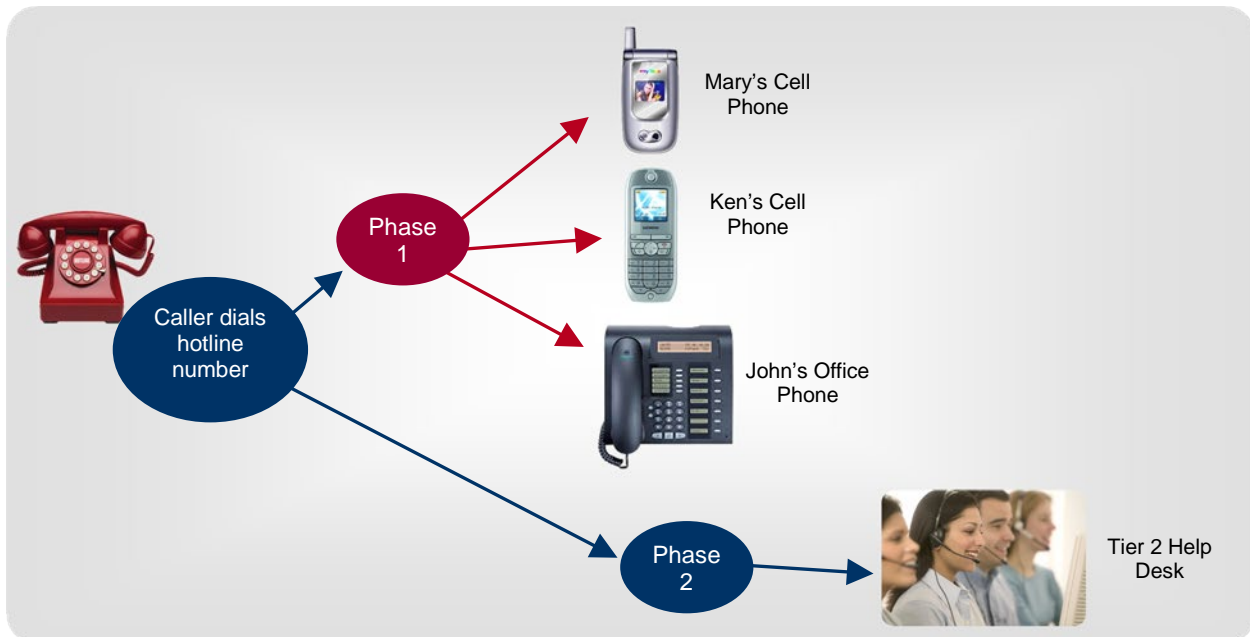 Mary’s Cell
Phone
Ken’s Cell
Phone
Phase
1
Caller dials
hotline
number
John’s Office
Phone
Phase
2
Tier 2 Help
Desk